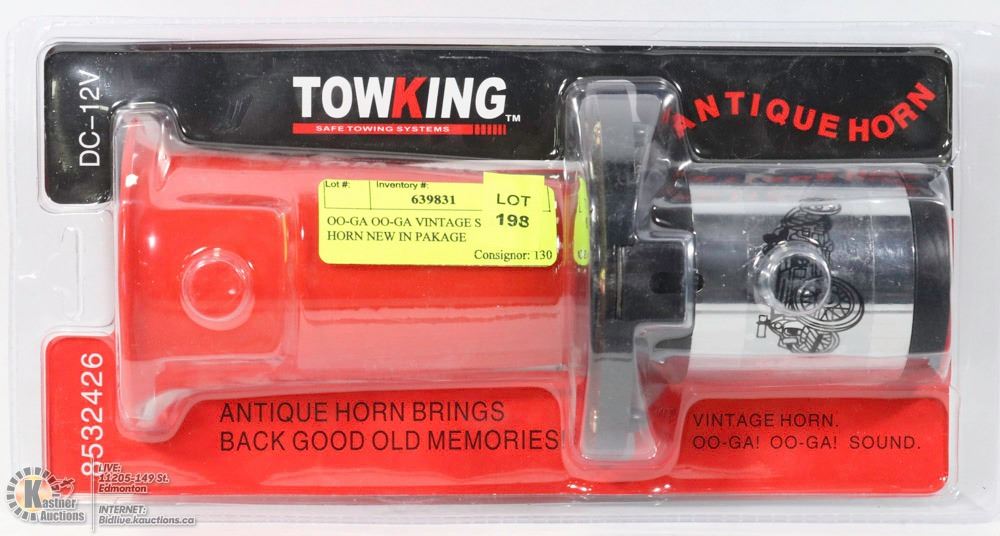 DC-12V
TOWKING™
SAFE TOWING SYSTEMS
ANTIQUE HORN
Lot #: Inventory #:
639831
LOT
198
OO-GA OO-GA VINTAGE S
HORN NEW IN PAKAGE
Consignor: 130
8532426
ANTIQUE HORN BRINGS
BACK GOOD OLD MEMORIES!
VINTAGE HORN.
OO-GA! OO-GA! SOUND.
Kastner
Auctions
LIVE:
11205-149 St.
Edmonton
INTERNET:
Bidlive.kauctions.ca